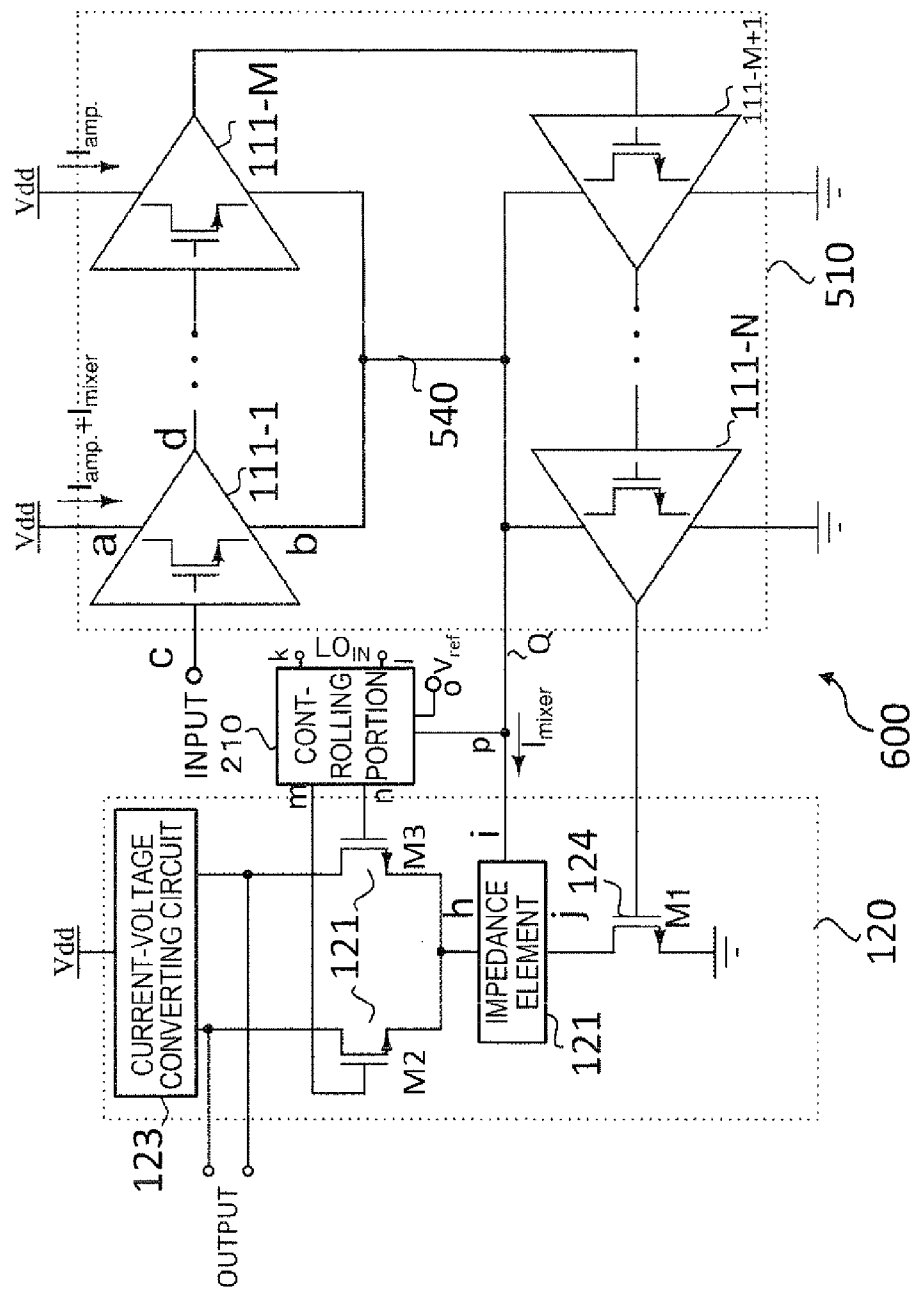 Vdd
Iamp.+Imixer
Vdd
Iamp.
a
d
c
INPUT
b
111-1
111-M
540
111-N
111-M+1
510
210
CONT-
ROLLING
PORTION
k
LOIN
l
Vref
o
m
n
p
Q
Imixer
Vdd
CURRENT-VOLTAGE
CONVERTING CIRCUIT
123
OUTPUT
M2
121
121
M3
h
i
IMPEDANCE
ELEMENT
j
121
124
M1
120
600